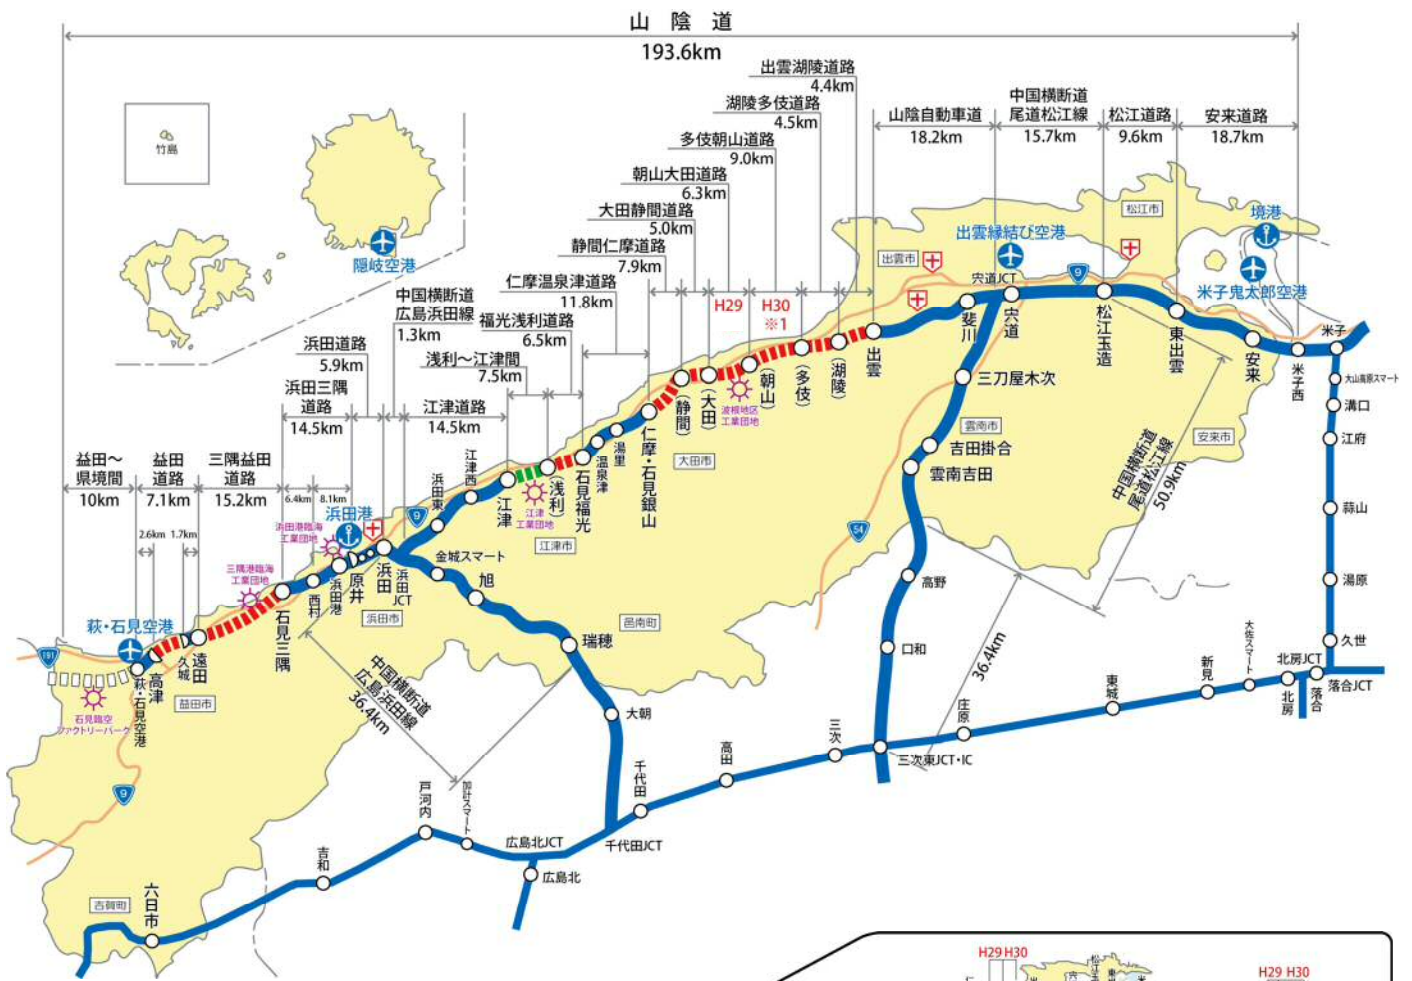 山陰道
193.6km
出雲湖陵道路
4.4km
湖陵多伎道路
4.5km
多伎朝山道路
9.0km
朝山大田道路
6.3km
大田静間道路
5.0km
静間仁摩道路
7.9km
仁摩温泉津道路
11.8km
福光浅利道路
6.5km
浅利～江津間
7.5km
江津道路
14.5km
中国横断道
広島浜田線
1.3km
浜田道路
5.9km
浜田三隅
道路
14.5km
6.4km
8.1km
三隅益田
道路
15.2km
益田
道路
7.1km
2.6km
1.7km
益田～
県境間
10km
山陰自動車道
18.2km
中国横断道
尾道松江線
15.7km
松江道路
9.6km
安来道路
18.7km
竹島
隠岐空港
H29
H30
※1
松江市
境港
出雲縁結び空港
出雲市
9
米子鬼太郎空港
宍道JCT
斐川
宍道
松江玉造
東出雲
安来
米子西
米子
出雲
(湖陵)
(多伎)
朝山
(大田)
(静間)
波根地区
工業団地
仁摩・石見銀山
湯里
温泉津
石見福光
(浅利)
江津
江津
工業団地
江津市
大田市
江津西
浜田東
9
浜田港
浜田港臨海
工業団地
浜田
浜田
JCT
原井
浜田港
西村
石見三隅
三隅港臨海
工業団地
浜田市
遠田
久城
高津
萩・石見空港
萩・石見空港
191
石見臨空
ファクトリーパーク
益田市
9
吉賀町
六日市
吉和
戸河内
加計スマート
広島北JCT
広島北
千代田JCT
千代田
大朝
瑞穂
旭
金城スマート
邑南町
中国横断道
広島浜田線
36.4km
三刀屋木次
雲南市
吉田掛合
雲南吉田
54
高野
口和
36.4km
中国横断道
尾道松江線
50.9km
安来市
高田
三次
三次東JCT・IC
庄原
東城
新見
大佐スマート
北房JCT
北房
落合
落合JCT
久世
湯原
蒜山
江府
溝口
大山高原スマート
H29 H30
H29 H30